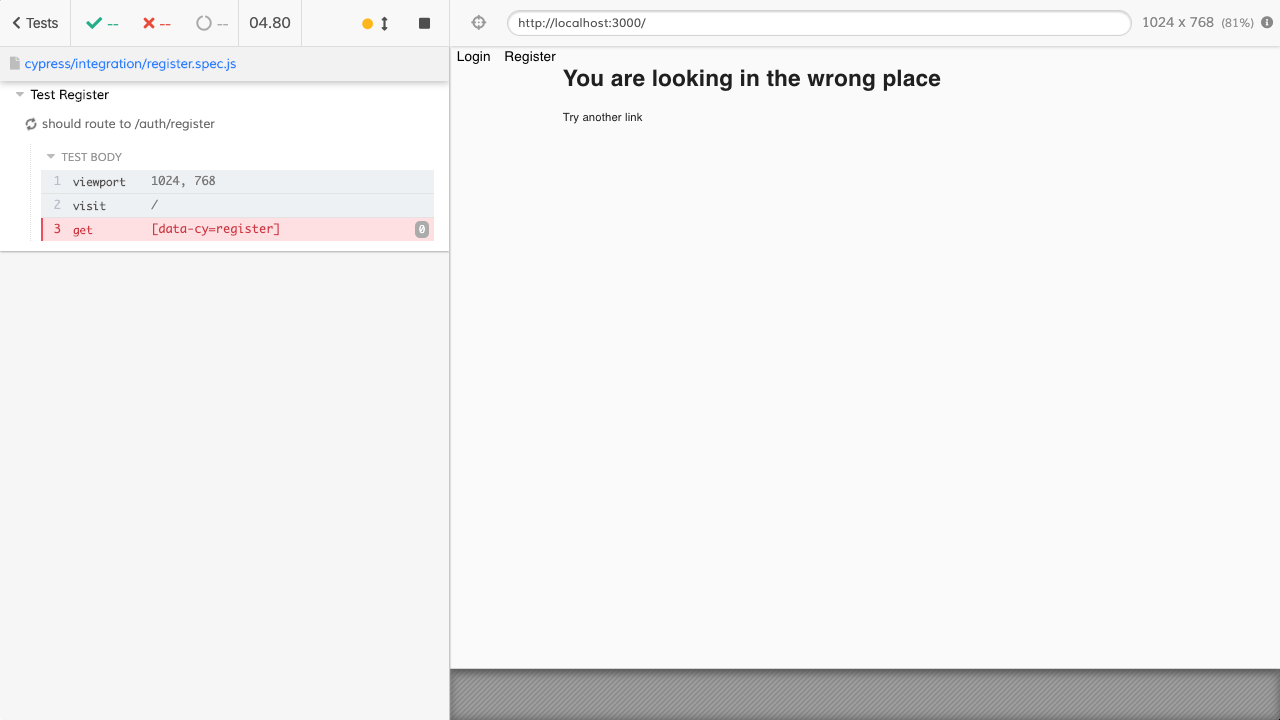 Tests -- -- -- 04.80
http://localhost:3000/ 1024 x 768 (81%)
cypress/integration/register.spec.js
Test Register
should route to /auth/register
TEST BODY
1 viewport 1024, 768
2 visit /
3 get [data-cy=register] 0
Login Register
You are looking in the wrong place
Try another link